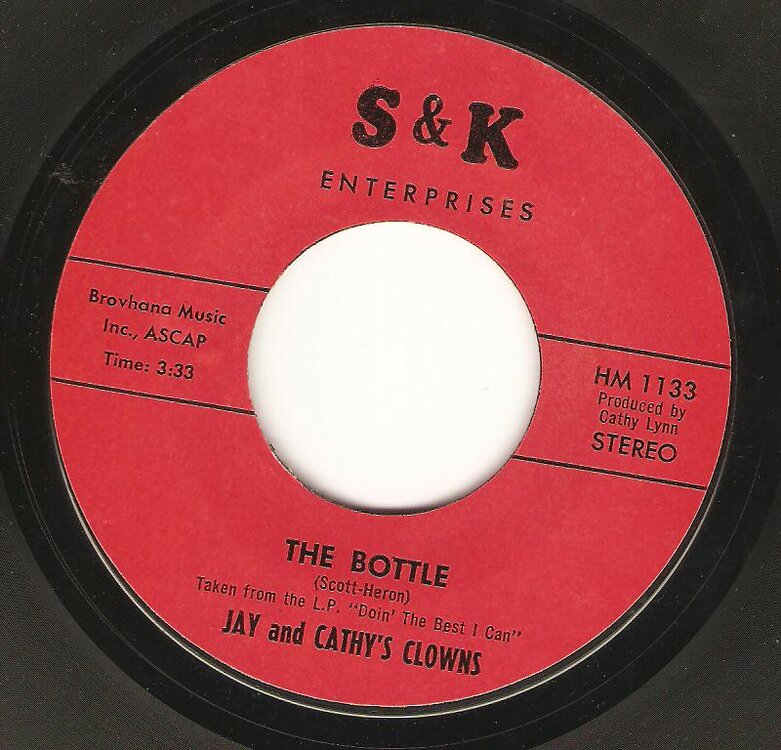 S & K
ENTERPRISES
Brovhana Music
Inc., ASCAP
Time: 3:33
HM 1133
Produced by
Cathy Lynn
STEREO
THE BOTTLE
(Scott-Heron)
Taken from the L.P. "Doin' The Best I Can"
JAY and CATHY'S CLOWNS